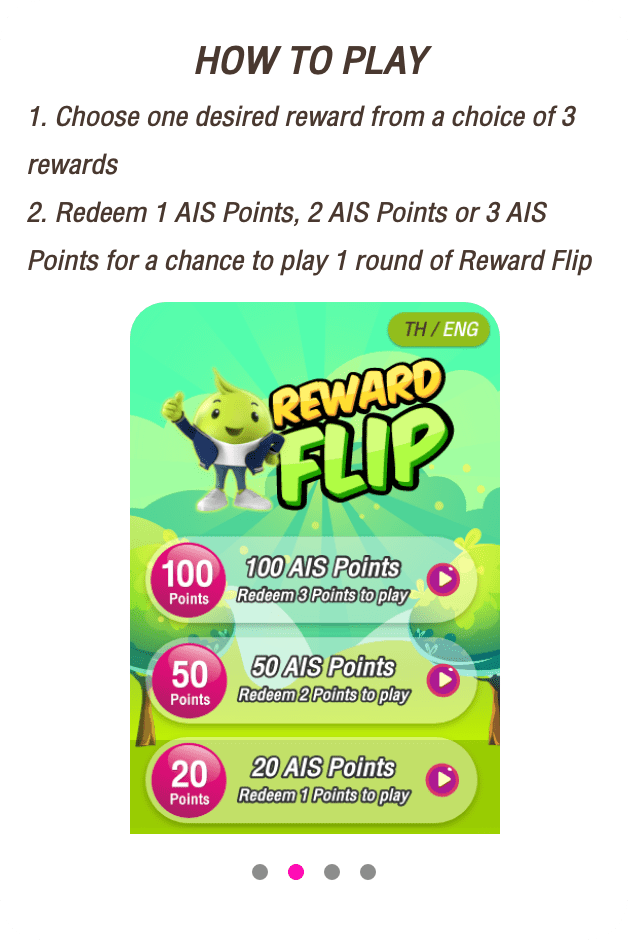 HOW TO PLAY
1. Choose one desired reward from a choice of 3
rewards
2. Redeem 1 AIS Points, 2 AIS Points or 3 AIS
Points for a chance to play 1 round of Reward Flip
TH / ENG
REWARD
FLIP
100
Points
100 AIS Points
Redeem 3 Points to play
50
Points
50 AIS Points
Redeem 2 Points to play
20
Points
20 AIS Points
Redeem 1 Points to play